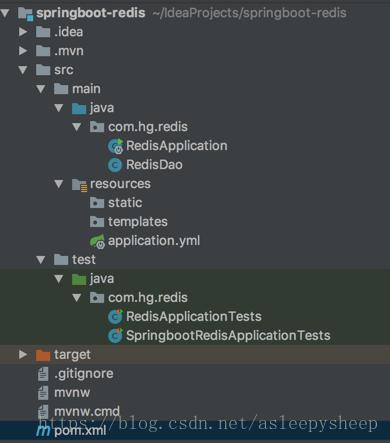 springboot-redis ~/IdeaProjects/springboot-redis
.idea
.mvn
src
main
java
com.hg.redis
RedisApplication
RedisDao
resources
static
templates
application.yml
test
java
com.hg.redis
RedisApplicationTests
SpringbootRedisApplicationTests
target
.gitignore
mvnw
mvnw.cmd
https://blog.csdn.net/asleepysheep
pom.xml